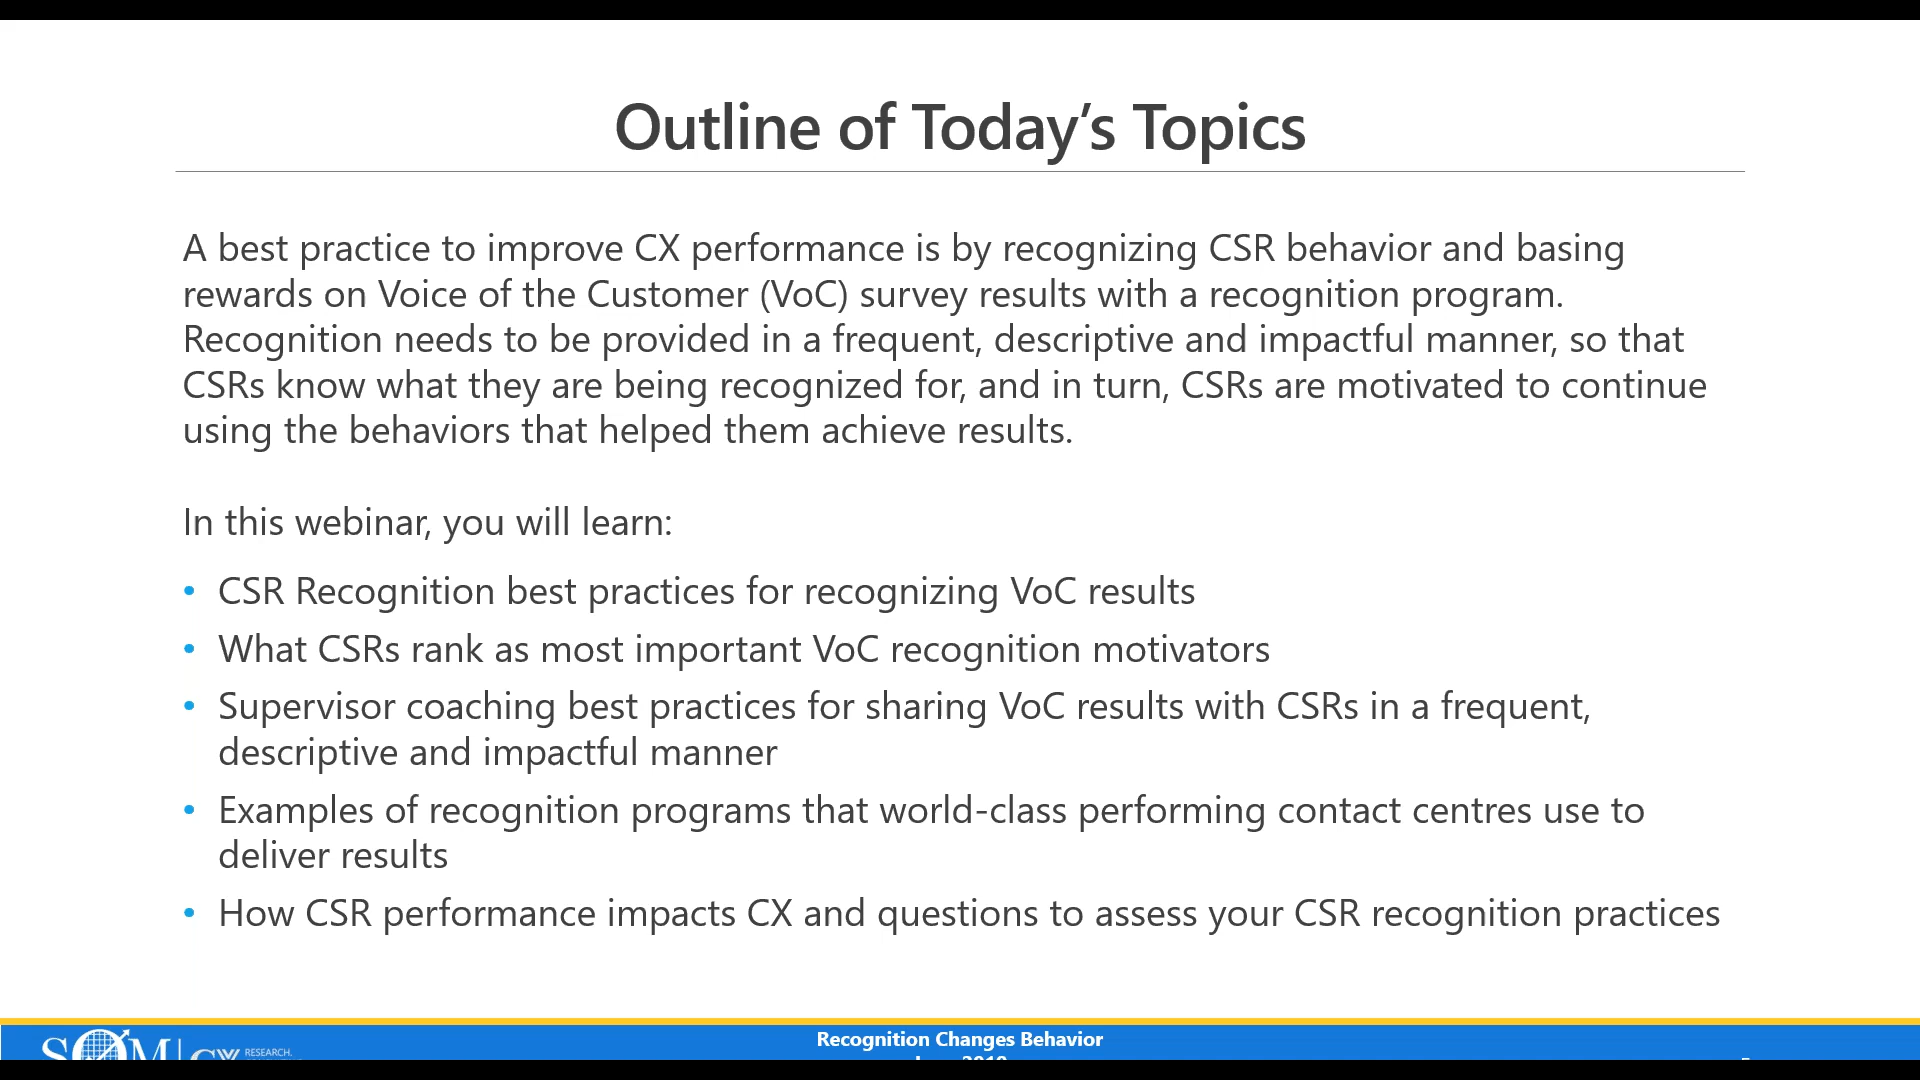 Outline of Today’s Topics
A best practice to improve CX performance is by recognizing CSR behavior and basing
rewards on Voice of the Customer (VoC) survey results with a recognition program.
Recognition needs to be provided in a frequent, descriptive and impactful manner, so that
CSRs know what they are being recognized for, and in turn, CSRs are motivated to continue
using the behaviors that helped them achieve results.
In this webinar, you will learn:
• CSR Recognition best practices for recognizing VoC results
• What CSRs rank as most important VoC recognition motivators
• Supervisor coaching best practices for sharing VoC results with CSRs in a frequent,
descriptive and impactful manner
• Examples of recognition programs that world-class performing contact centres use to
deliver results
• How CSR performance impacts CX and questions to assess your CSR recognition practices
SQM | CX RESEARCH.
Recognition Changes Behavior